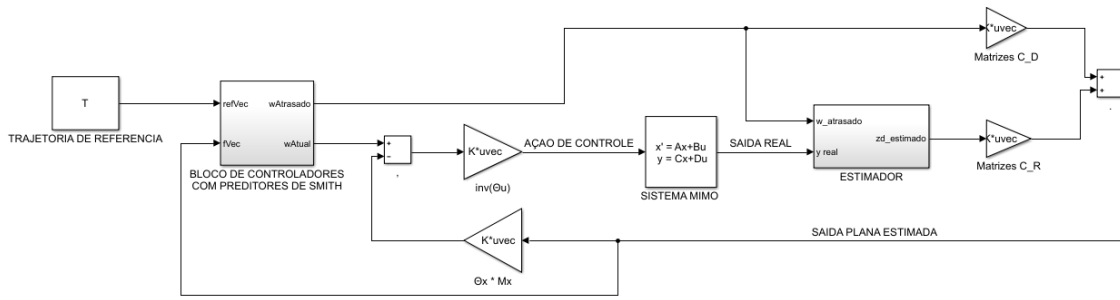 K*uvec
Matrizes C_D
+
+
.
T
TRAJETORIA DE REFERENCIA
refVec
wAtrasado
fVec
wAtual
BLOCO DE CONTROLADORES
COM PREDITORES DE SMITH
+
−
.
K*uvec
inv(Θu)
AÇAO DE CONTROLE
x' = Ax+Bu
y = Cx+Du
SISTEMA MIMO
SAIDA REAL
w_atrasado
y real
zd_estimado
ESTIMADOR
K*uvec
Matrizes C_R
K*uvec
Θx * Mx
SAIDA PLANA ESTIMADA